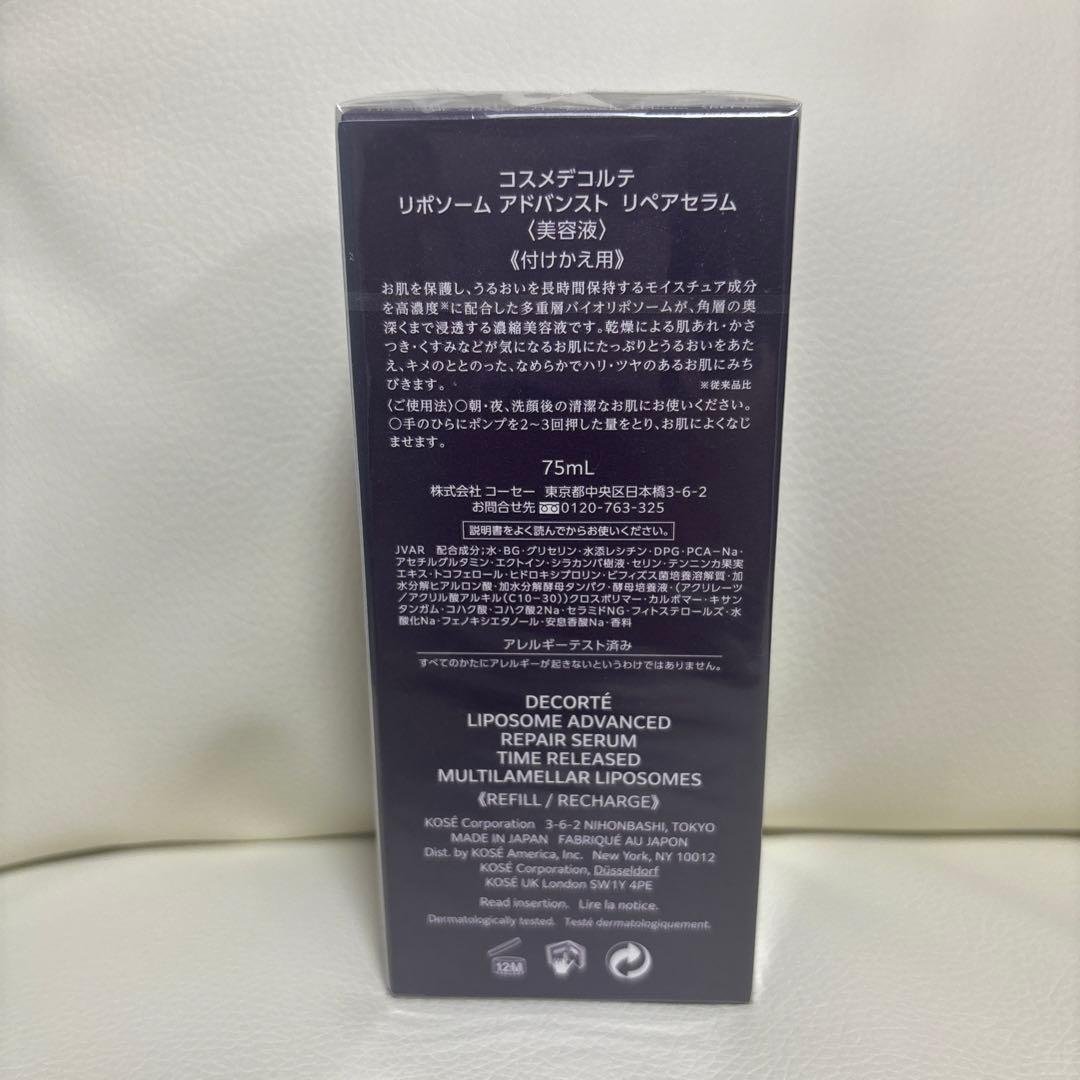 コスメデコルテ
リポソーム アドバンスト リペアセラム
〈美容液〉
《付けかえ用》
お肌を保護し、うるおいを長時間保持するモイスチュア成分
を高濃度※に配合した多重層バイオリポソームが、角層の奥
深くまで浸透する濃縮美容液です。乾燥による肌あれ・かさ
つき・くすみなどが気になるお肌にたっぷりとうるおいをあた
え、キメのととのった、なめらかでハリ・ツヤのあるお肌にみち
びきます。 ※従来品比
〈ご使用法〉○朝・夜、洗顔後の清潔なお肌にお使いください。
○手のひらにポンプを2~3回押した量をとり、お肌によくなじ
ませます。
75mL
株式会社 コーセー 東京都中央区日本橋3-6-2
お問合せ先 0120-763-325
説明書をよく読んでからお使いください。
JVAR 配合成分;水・BG・グリセリン・水添レシチン・DPG・PCA-Na・
アセチルグルタミン・エクトイン・シラカンバ樹液・セリン・テンニンカ果実
エキス・トコフェロール・ヒドロキシプロリン・ビフィズス菌培養溶解質・加
水分解ヒアルロン酸・加水分解酵母タンパク・酵母培養液・(アクリレーツ
/アクリル酸アルキル(C10-30))クロスポリマー・カルボマー・キサン
タンガム・コハク酸・コハク酸2Na・セラミドNG・フィトステロールズ・水
酸化Na・フェノキシエタノール・安息香酸Na・香料
アレルギーテスト済み
すべてのかたにアレルギーが起きないというわけではありません。
DECORTÉ
LIPOSOME ADVANCED
REPAIR SERUM
TIME RELEASED
MULTILAMELLAR LIPOSOMES
《REFILL / RECHARGE》
KOSÉ Corporation 3-6-2 NIHONBASHI, TOKYO
MADE IN JAPAN FABRIQUÉ AU JAPON
Dist. by KOSÉ America, Inc. New York, NY 10012
KOSÉ Corporation, Düsseldorf
KOSÉ UK London SW1Y 4PE
Read insertion. Lire la notice.
Dermatologically tested. Testé dermatologiquement.
12M